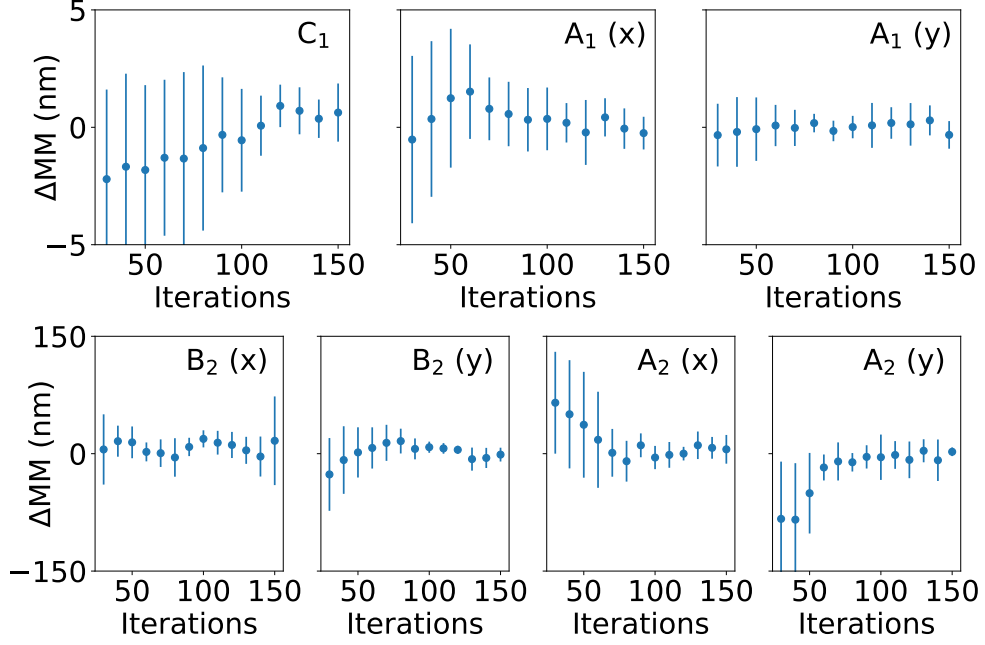 5
0
−5
ΔMM (nm)
C₁
50 100 150
Iterations
A₁ (x)
50 100 150
Iterations
A₁ (y)
50 100 150
Iterations
150
0
−150
ΔMM (nm)
B₂ (x)
50 100 150
Iterations
B₂ (y)
50 100 150
Iterations
A₂ (x)
50 100 150
Iterations
A₂ (y)
50 100 150
Iterations